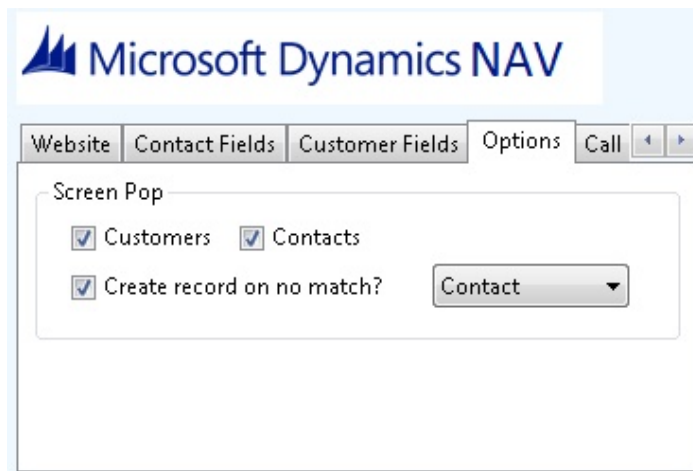 Microsoft Dynamics NAV
Website Contact Fields Customer Fields Options Call
Screen Pop
Customers Contacts
Create record on no match? Contact